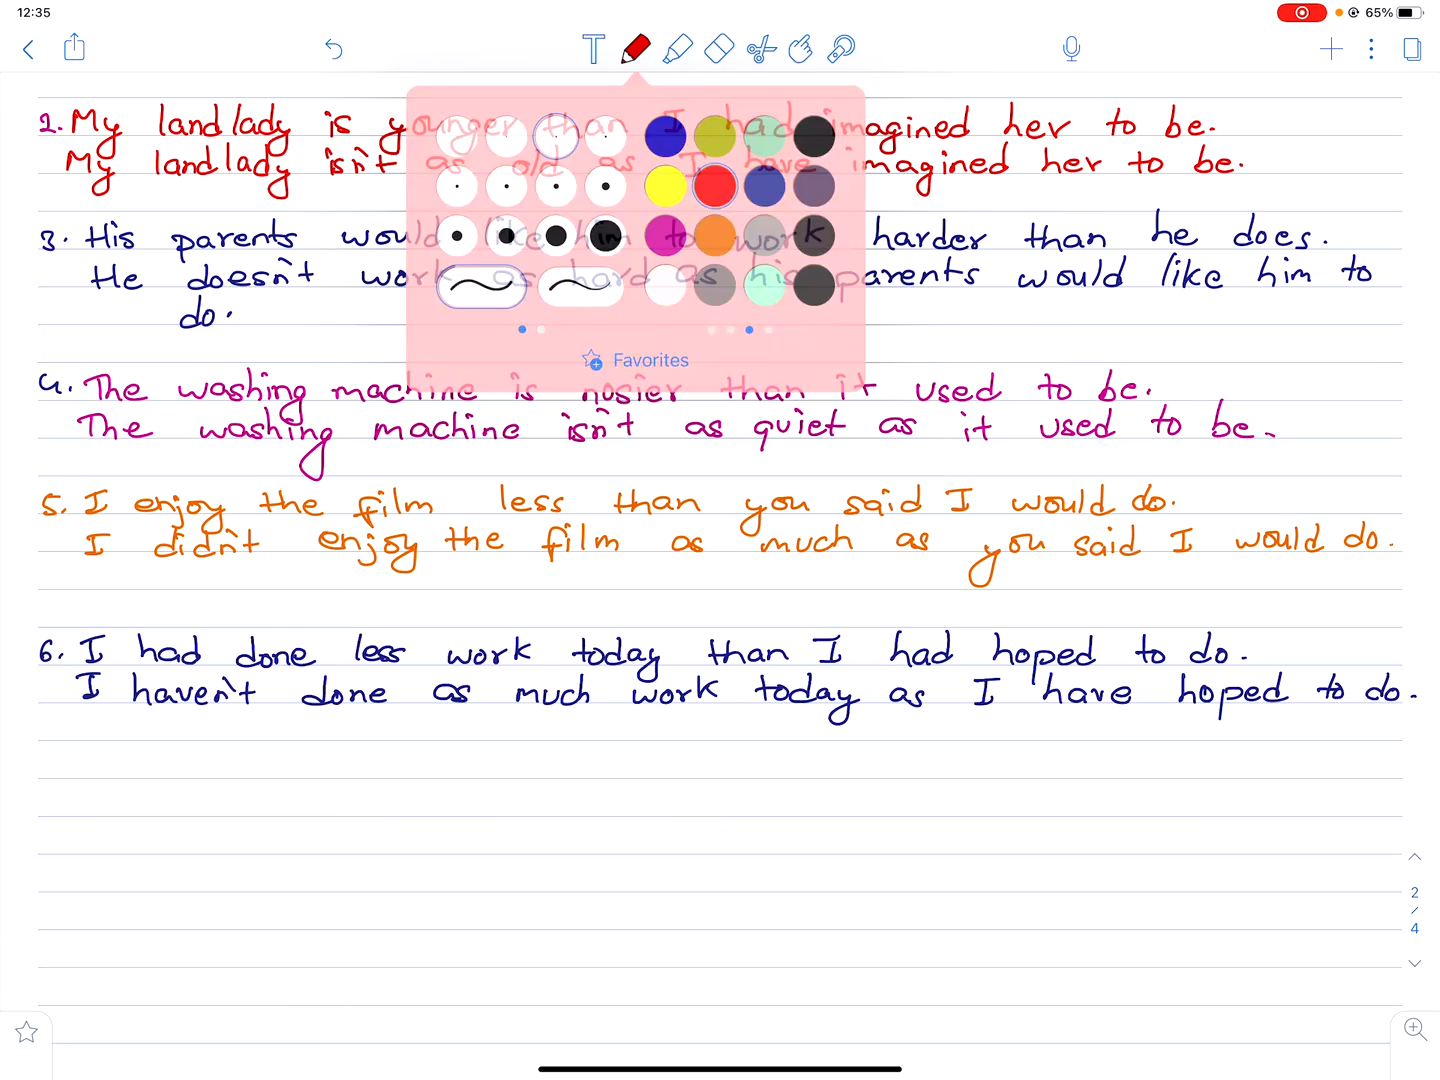 12:35
65%
2. My landlady is younger than I had imagined her to be.
My landlady isn't as old as I have imagined her to be.
3. His parents would like him to work harder than he does.
He doesn't work as hard as his parents would like him to
do.
Favorites
4. The washing machine is nosier than it used to be.
The washing machine isn't as quiet as it used to be.
5. I enjoy the film less than you said I would do.
I didn't enjoy the film as much as you said I would do.
6. I had done less work today than I had hoped to do.
I haven't done as much work today as I have hoped to do.
2
/
4